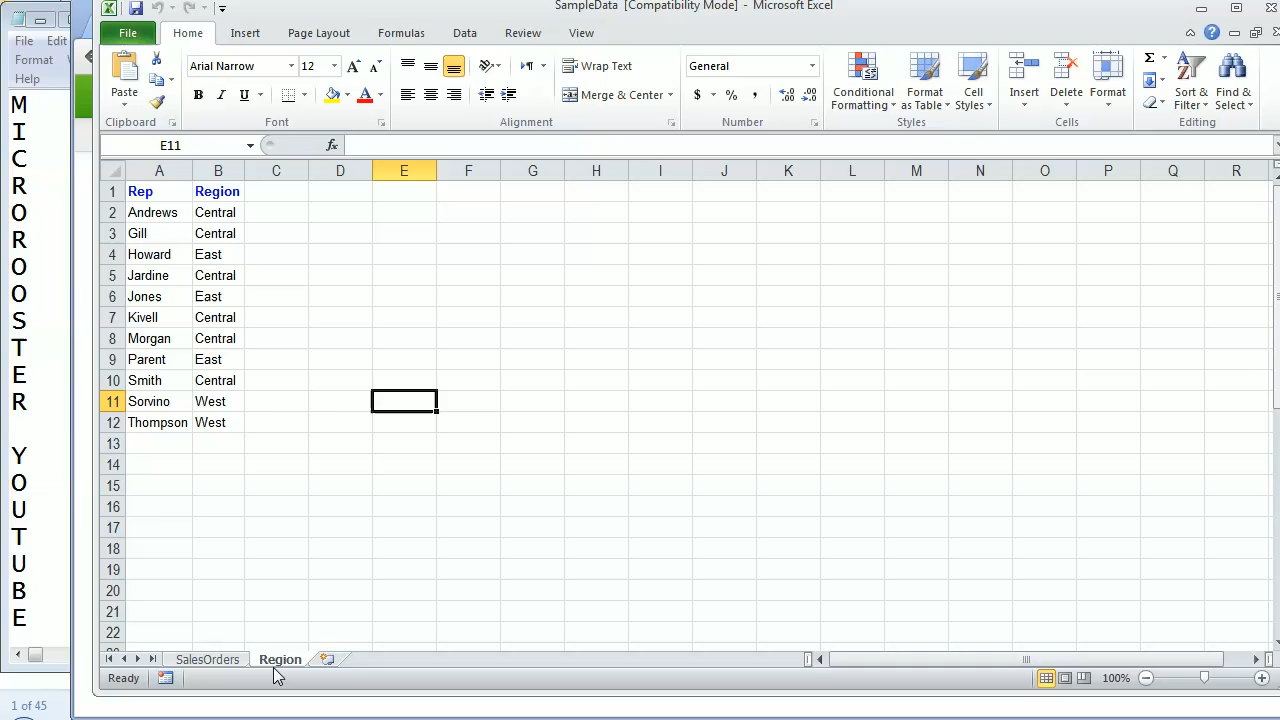 SampleData [Compatibility Mode] - Microsoft Excel
File Edit
Format
Help
M
I
C
R
O
R
O
O
S
T
E
R
Y
O
U
T
U
B
E
1 of 45
File Home Insert Page Layout Formulas Data Review View
Paste
Clipboard
Arial Narrow 12
B I U
Font
Wrap Text
Merge & Center
Alignment
General
$ % ,
Number
Conditional Formatting
Format as Table
Cell Styles
Styles
Insert Delete Format
Cells
Sort & Filter
Find & Select
Editing
E11 fx
A B C D E F G H I J K L M N O P Q R
1 Rep Region
2 Andrews Central
3 Gill Central
4 Howard East
5 Jardine Central
6 Jones East
7 Kivell Central
8 Morgan Central
9 Parent East
10 Smith Central
11 Sorvino West
12 Thompson West
13
14
15
16
17
18
19
20
21
22
SalesOrders Region
Ready 100%